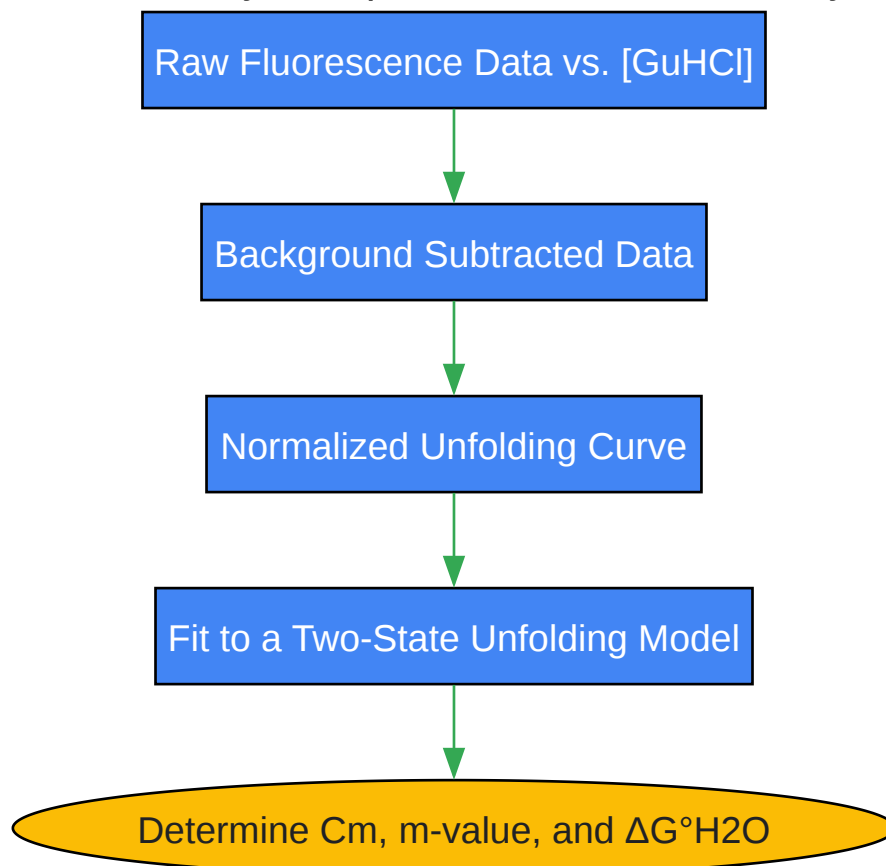 Raw Fluorescence Data vs. [GuHCl]
Background Subtracted Data
Normalized Unfolding Curve
Fit to a Two-State Unfolding Model
Determine Cm, m-value, and ΔG°H2O